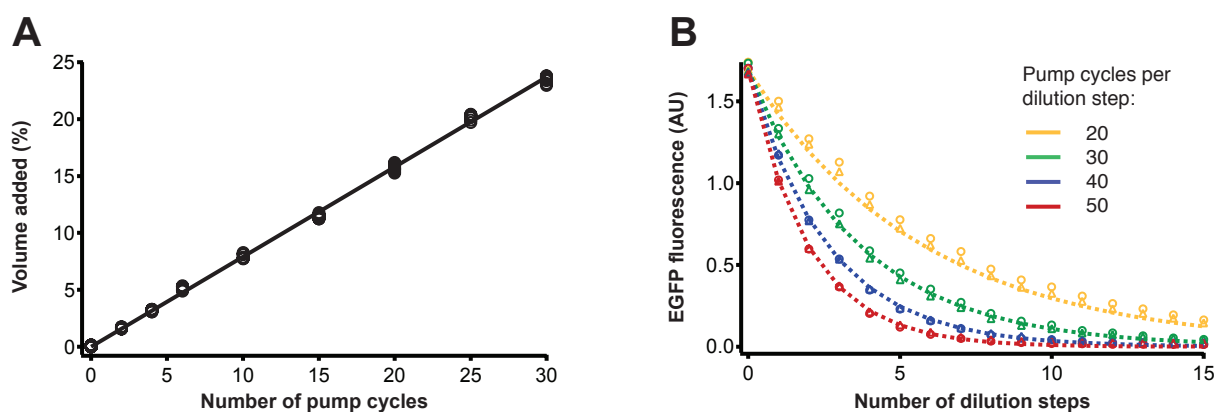 A
Volume added (%)
25
20
15
10
5
0
0 5 10 15 20 25 30
Number of pump cycles
B
EGFP fluorescence (AU)
1.5
1.0
0.5
0.0
0 5 10 15
Number of dilution steps
Pump cycles per
dilution step:
20
30
40
50